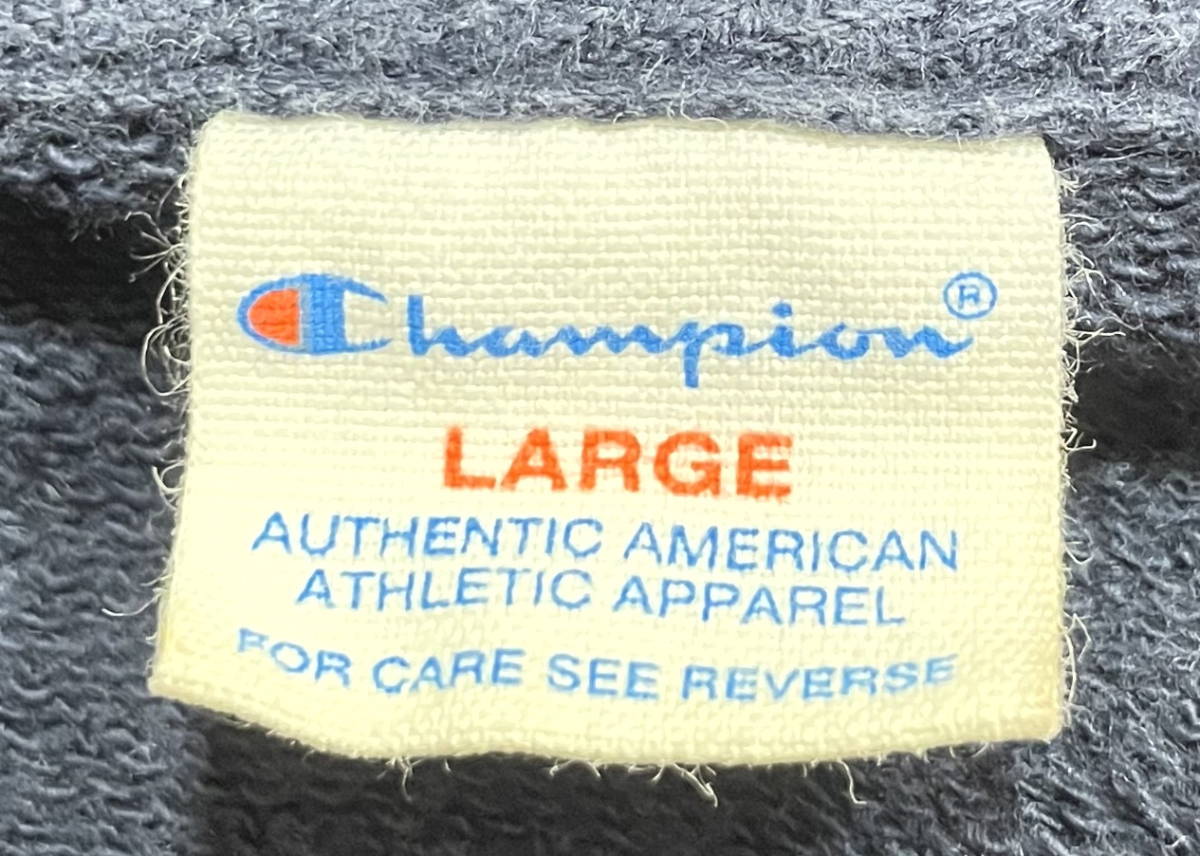 Champion®
LARGE
AUTHENTIC AMERICAN
ATHLETIC APPAREL
FOR CARE SEE REVERSE